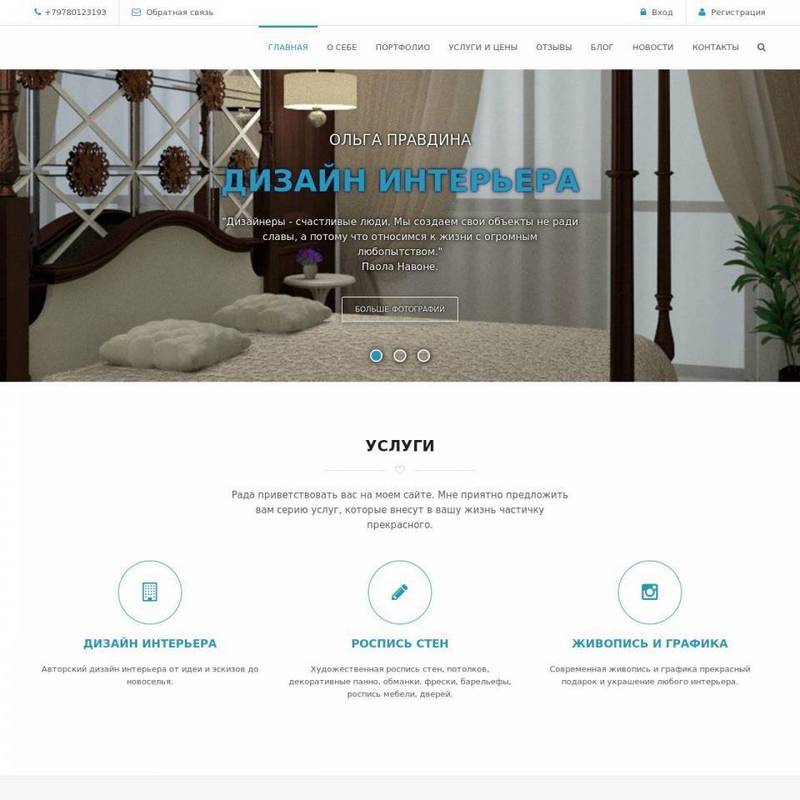 +79780123193 Обратная связь Вход Регистрация
ГЛАВНАЯ О СЕБЕ ПОРТФОЛИО УСЛУГИ И ЦЕНЫ ОТЗЫВЫ БЛОГ НОВОСТИ КОНТАКТЫ
ОЛЬГА ПРАВДИНА
ДИЗАЙН ИНТЕРЬЕРА
"Дизайнеры - счастливые люди. Мы создаем свои объекты не ради
славы, а потому что относимся к жизни с огромным
любопытством."
Паола Навоне.
БОЛЬШЕ ФОТОГРАФИЙ
УСЛУГИ
Рада приветствовать вас на моем сайте. Мне приятно предложить
вам серию услуг, которые внесут в вашу жизнь частичку
прекрасного.
ДИЗАЙН ИНТЕРЬЕРА
Авторский дизайн интерьера от идеи и эскизов до
новоселья.
РОСПИСЬ СТЕН
Художественная роспись стен, потолков,
декоративные панно, обманки, фрески, барельефы,
роспись мебели, дверей.
ЖИВОПИСЬ И ГРАФИКА
Современная живопись и графика прекрасный
подарок и украшение любого интерьера.